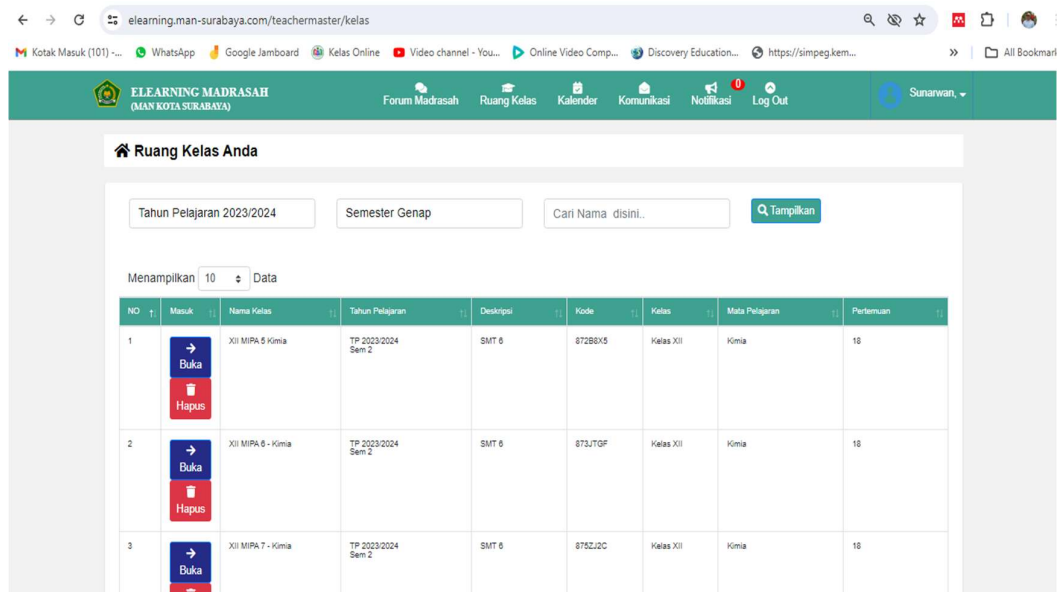 elearning.man-surabaya.com/teachermaster/kelas
Kotak Masuk (101) -... WhatsApp Google Jamboard Kelas Online Video channel - You... Online Video Comp... Discovery Education... https://simpeg.kem... » All Bookmark
ELEARNING MADRASAH
(MAN KOTA SURABAYA)
Forum Madrasah Ruang Kelas Kalender Komunikasi Notifikasi 0 Log Out Sunarwan,
Ruang Kelas Anda
Tahun Pelajaran 2023/2024 Semester Genap Cari Nama disini.. Tampilkan
Menampilkan 10 Data
NO Masuk Nama Kelas Tahun Pelajaran Deskripsi Kode Kelas Mata Pelajaran Pertemuan
1 Buka Hapus XII MIPA 5 Kimia TP 2023/2024 Sem 2 SMT 6 872B8X5 Kelas XII Kimia 18
2 Buka Hapus XII MIPA 6 - Kimia TP 2023/2024 Sem 2 SMT 6 873JTGF Kelas XII Kimia 18
3 Buka XII MIPA 7 - Kimia TP 2023/2024 Sem 2 SMT 6 875ZJ2C Kelas XII Kimia 18